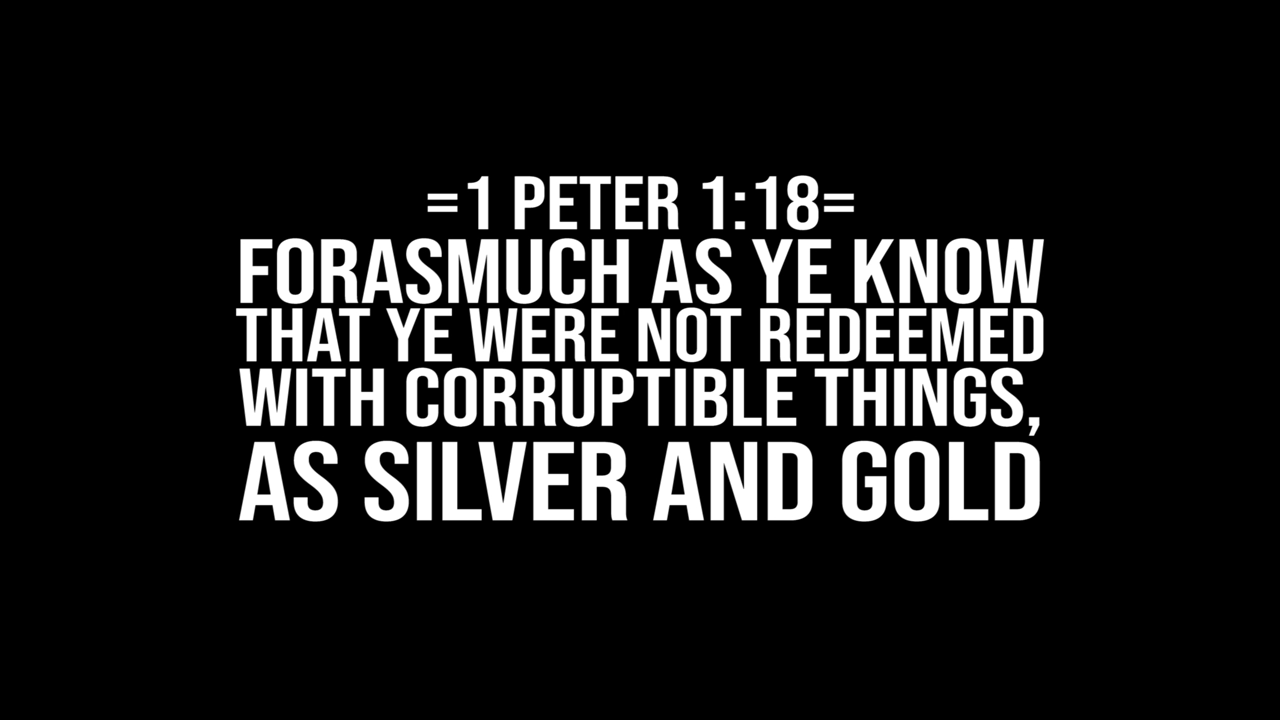 =1 PETER 1:18=
FORASMUCH AS YE KNOW
THAT YE WERE NOT REDEEMED
WITH CORRUPTIBLE THINGS,
AS SILVER AND GOLD